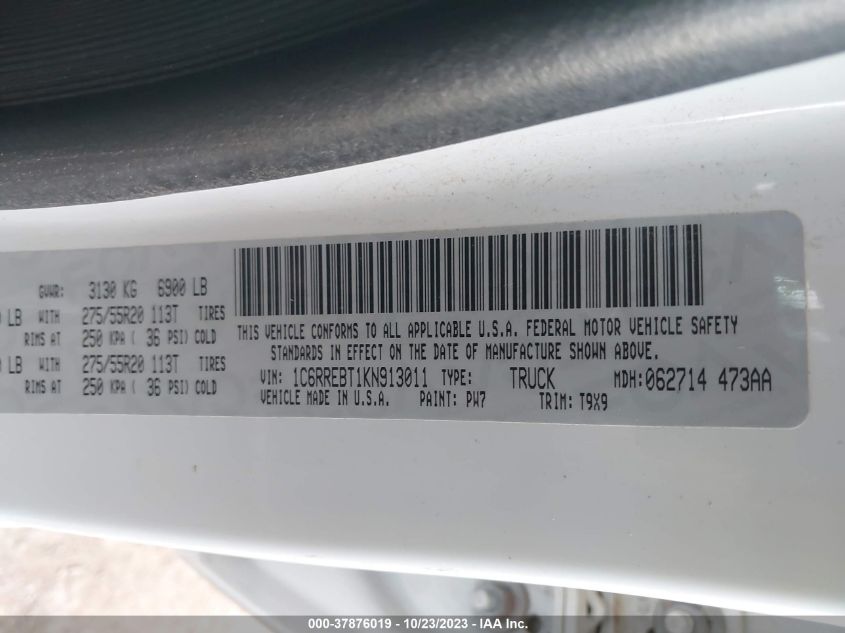 GVWR: 3130 KG 6900 LB
LB WITH 275/55R20 113T TIRES
RIMS AT 250 KPA ( 36 PSI) COLD
LB WITH 275/55R20 113T TIRES
RIMS AT 250 KPA ( 36 PSI) COLD
THIS VEHICLE CONFORMS TO ALL APPLICABLE U.S.A. FEDERAL MOTOR VEHICLE SAFETY
STANDARDS IN EFFECT ON THE DATE OF MANUFACTURE SHOWN ABOVE.
VIN: 1C6RREBT1KN913011 TYPE: TRUCK MDH:062714 473AA
VEHICLE MADE IN U.S.A. PAINT: PW7 TRIM: T9X9
000-37876019 | 10/23/2023 - IAA Inc.